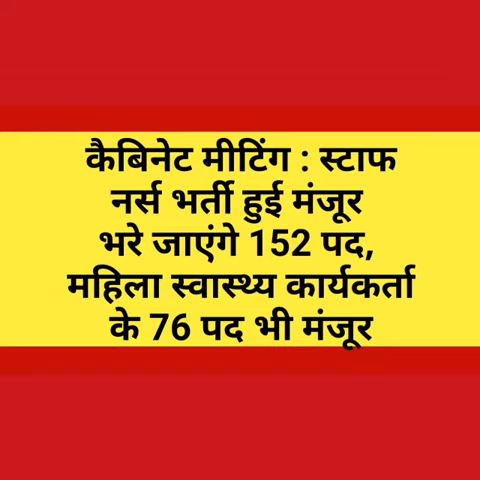 कैबिनेट मीटिंग : स्टाफ
नर्स भर्ती हुई मंजूर
भरे जाएंगे 152 पद,
महिला स्वास्थ्य कार्यकर्ता
के 76 पद भी मंजूर